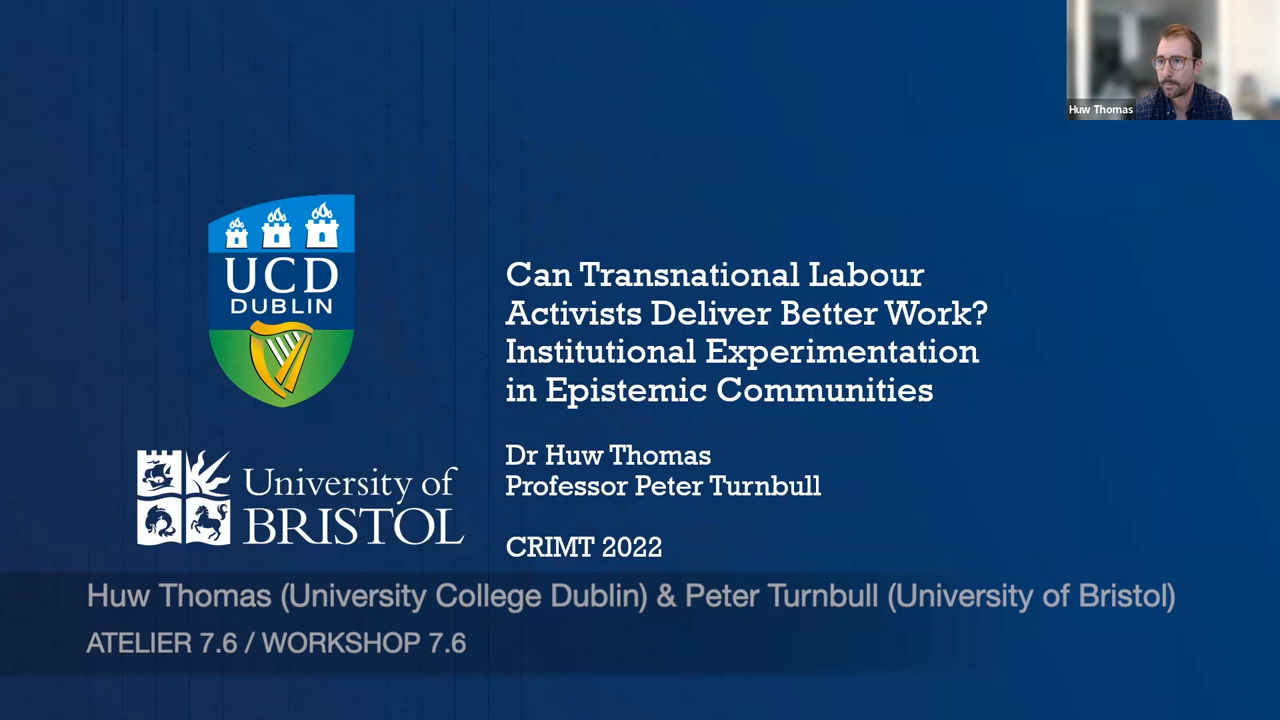 Huw Thomas
UCD
DUBLIN
Can Transnational Labour
Activists Deliver Better Work?
Institutional Experimentation
in Epistemic Communities
Dr Huw Thomas
Professor Peter Turnbull
University of
BRISTOL
CRIMT 2022
Huw Thomas (University College Dublin) & Peter Turnbull (University of Bristol)
ATELIER 7.6 / WORKSHOP 7.6